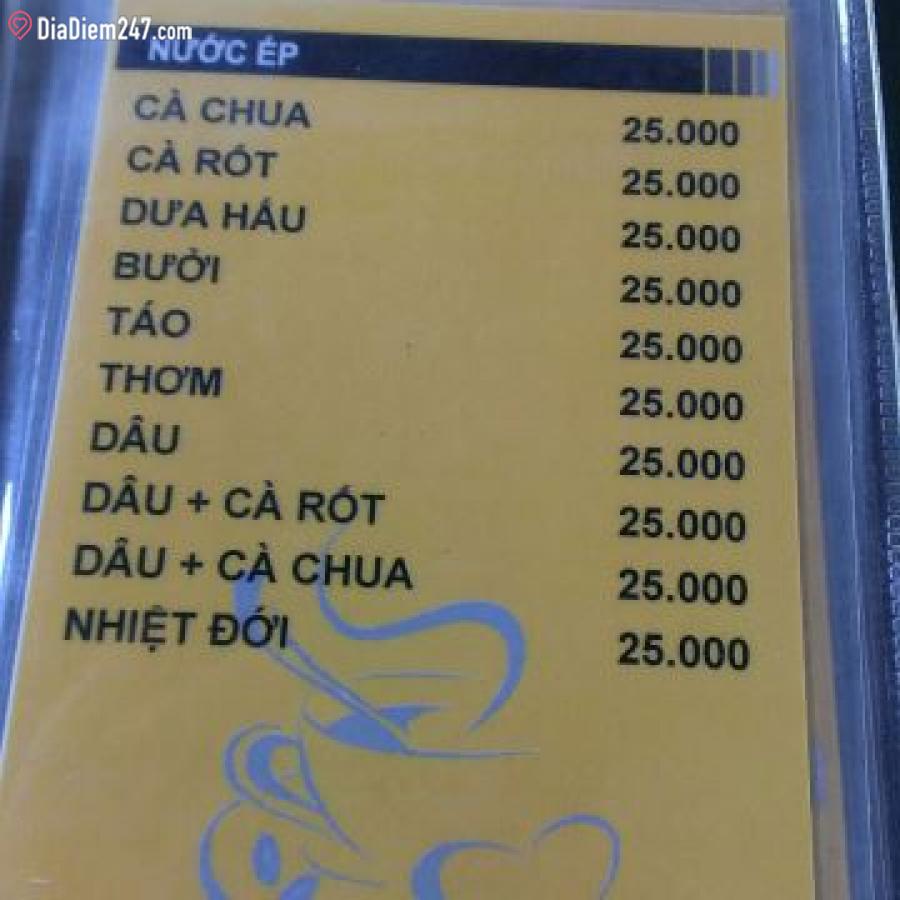 DiaDiem247.com
NƯỚC ÉP
CÀ CHUA 25.000
CÀ RỐT 25.000
DƯA HẤU 25.000
BƯỞI 25.000
TÁO 25.000
THƠM 25.000
DÂU 25.000
DÂU + CÀ RỐT 25.000
DÂU + CÀ CHUA 25.000
NHIỆT ĐỚI 25.000